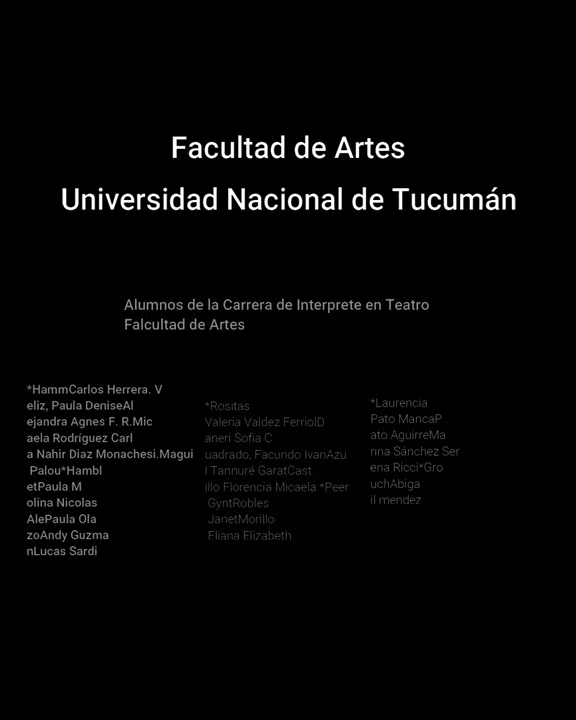 Facultad de Artes
Universidad Nacional de Tucumán
Alumnos de la Carrera de Interprete en Teatro
Falcultad de Artes
*HammCarlos Herrera. V
eliz, Paula DeniseAl
ejandra Agnes F. R.Mic
aela Rodríguez Carl
a Nahir Diaz Monachesi.Magui
Palou*Hambl
etPaula M
olina Nicolas
AlePaula Ola
zoAndy Guzma
nLucas Sardi
*Rositas
Valeria Valdez FerrioID
aneri Sofía C
uadrado, Facundo IvanAzu
l Tannuré GaratCast
illo Florencia Micaela *Peer
GyntRobles
JanetMorillo
Eliana Elizabeth
*Laurencia
Pato MancaP
ato AguirreMa
rina Sánchez Ser
ena Ricci*Gro
uchAbiga
il mendez